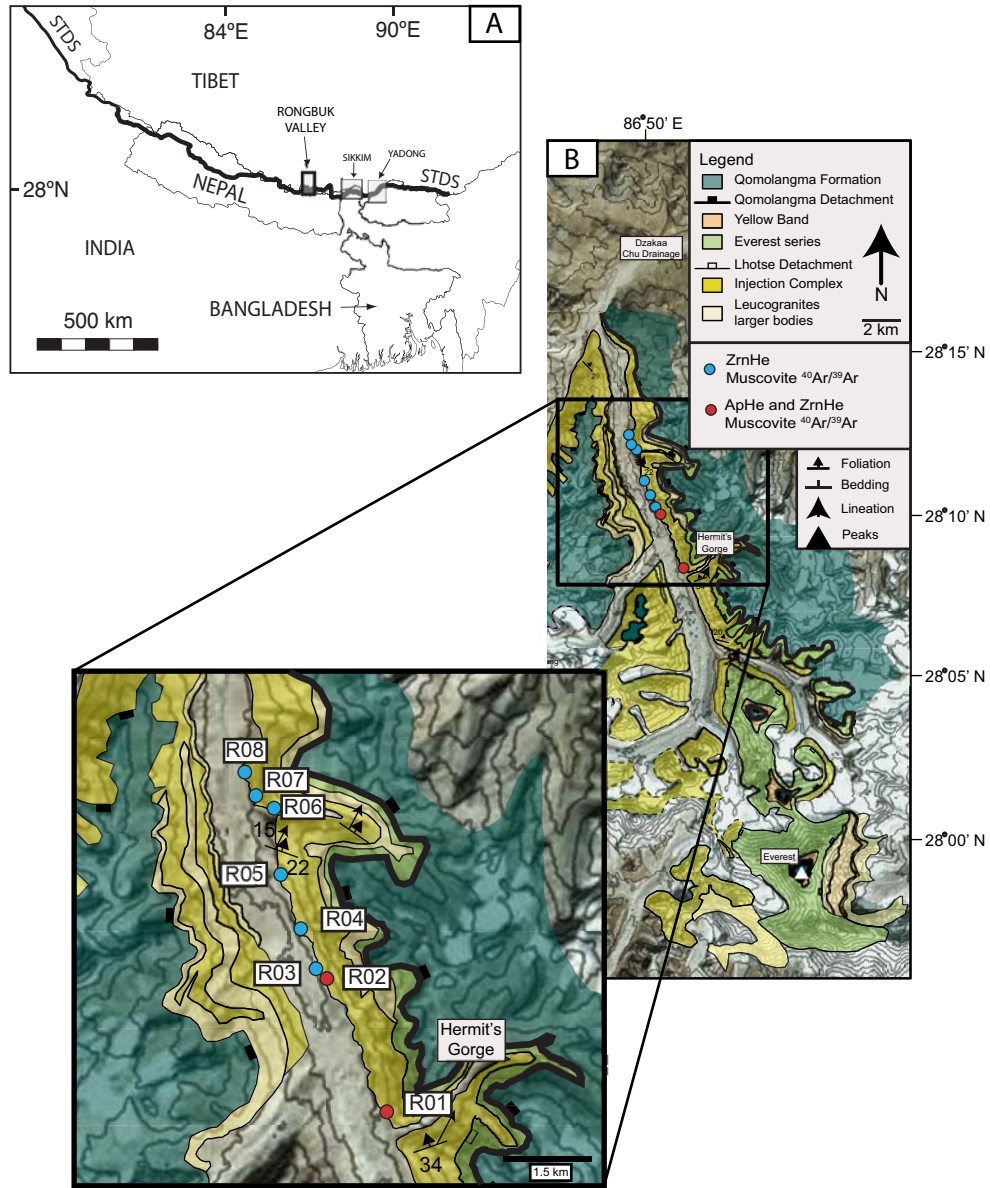 A
84ºE
90ºE
STDS
TIBET
RONGBUK
VALLEY
SIKKIM
YADONG
28ºN
NEPAL
STDS
INDIA
BANGLADESH
500 km
86°50' E
B
Legend
Qomolangma Formation
Qomolangma Detachment
Yellow Band
Everest series
Lhotse Detachment
Injection Complex
Leucogranites
larger bodies
N
2 km
ZrnHe
Muscovite ⁴⁰Ar/³⁹Ar
ApHe and ZrnHe
Muscovite ⁴⁰Ar/³⁹Ar
Foliation
Bedding
Lineation
Peaks
Dzakaa
Chu Drainage
28°15' N
28°10' N
Hermit's
Gorge
28°05' N
28°00' N
Everest
R08
R07
R06
15
22
R05
R04
R03
R02
Hermit's
Gorge
R01
34
1.5 km